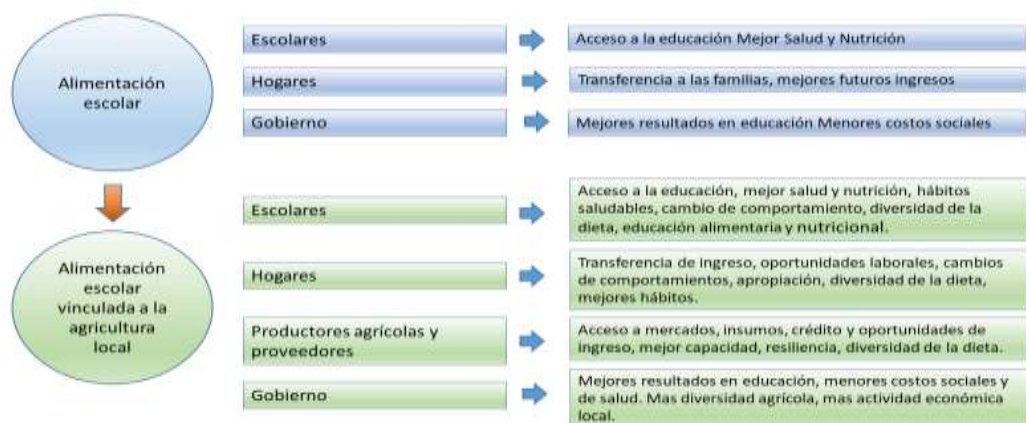 Alimentación
escolar
Escolares
Acceso a la educación Mejor Salud y Nutrición
Hogares
Transferencia a las familias, mejores futuros ingresos
Gobierno
Mejores resultados en educación Menores costos sociales
Alimentación
escolar
vinculada a la
agricultura
local
Escolares
Acceso a la educación, mejor salud y nutrición, hábitos
saludables, cambio de comportamiento, diversidad de la
dieta, educación alimentaria y nutricional.
Hogares
Transferencia de ingreso, oportunidades laborales, cambios
de comportamientos, apropiación, diversidad de la dieta,
mejores hábitos.
Productores agrícolas y
proveedores
Acceso a mercados, insumos, crédito y oportunidades de
ingreso, mejor capacidad, resiliencia, diversidad de la dieta.
Gobierno
Mejores resultados en educación, menores costos sociales y
de salud. Mas diversidad agrícola, mas actividad económica
local.